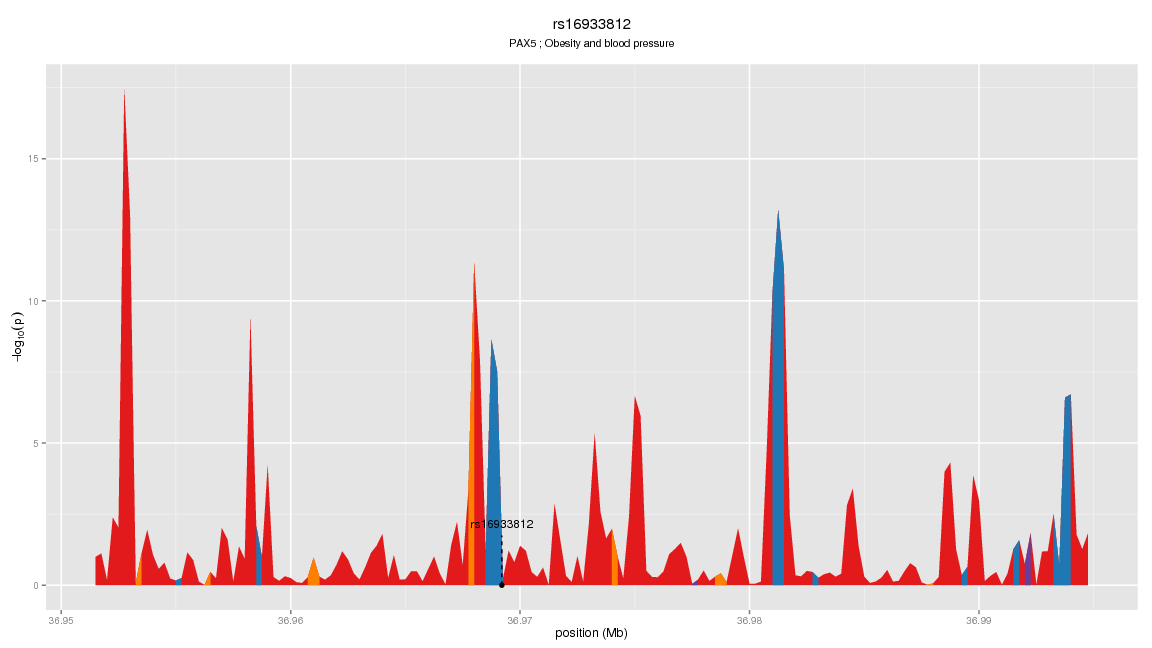 rs16933812
PAX5 ; Obesity and blood pressure
15
10
5
0
−log10(p)
rs16933812
36.95
36.96
36.97
36.98
36.99
position (Mb)